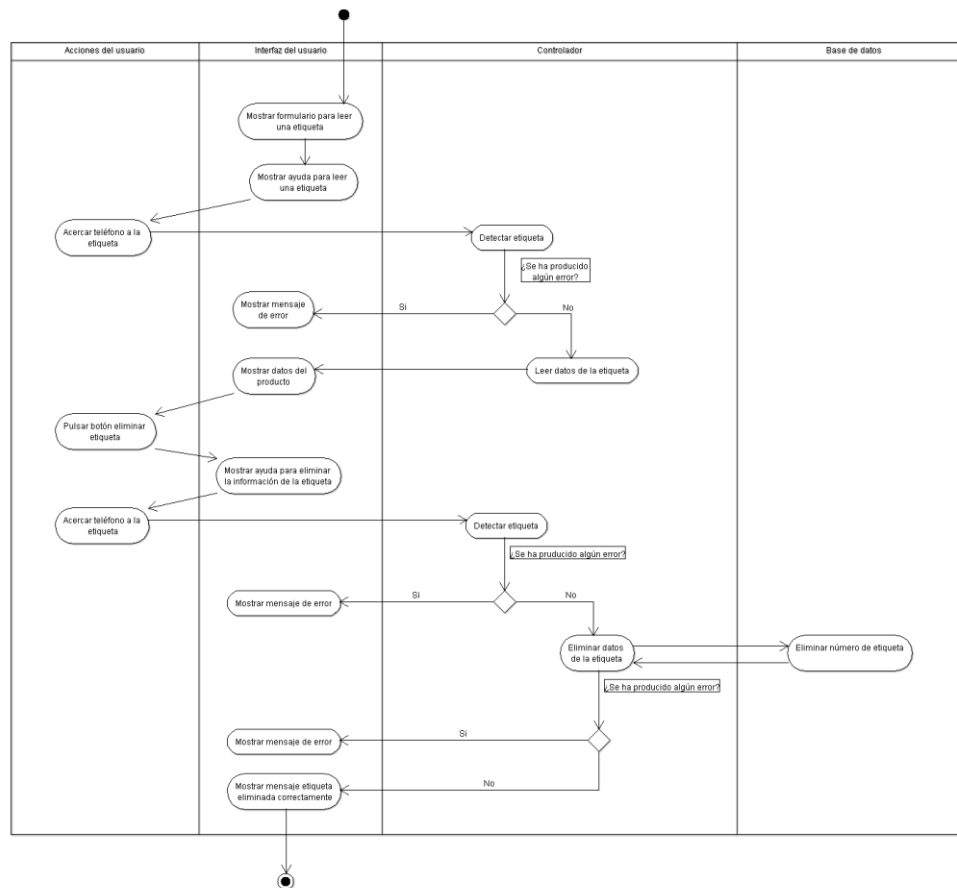 Acciones del usuario
Interfaz del usuario
Controlador
Base de datos
Mostrar formulario para leer
una etiqueta
Mostrar ayuda para leer
una etiqueta
Acercar teléfono a la
etiqueta
Detectar etiqueta
¿Se ha producido
algún error?
Mostrar mensaje
de error
Si
No
Mostrar datos del
producto
Leer datos de la etiqueta
Pulsar botón eliminar
etiqueta
Mostrar ayuda para eliminar
la información de la etiqueta
Acercar teléfono a la
etiqueta
Detectar etiqueta
¿Se ha pruducido algún error?
Mostrar mensaje de error
Si
No
Eliminar datos
de la etiqueta
Eliminar número de etiqueta
¿Se ha producido algún error?
Mostrar mensaje de error
Si
Mostrar mensaje etiqueta
eliminada correctamente
No